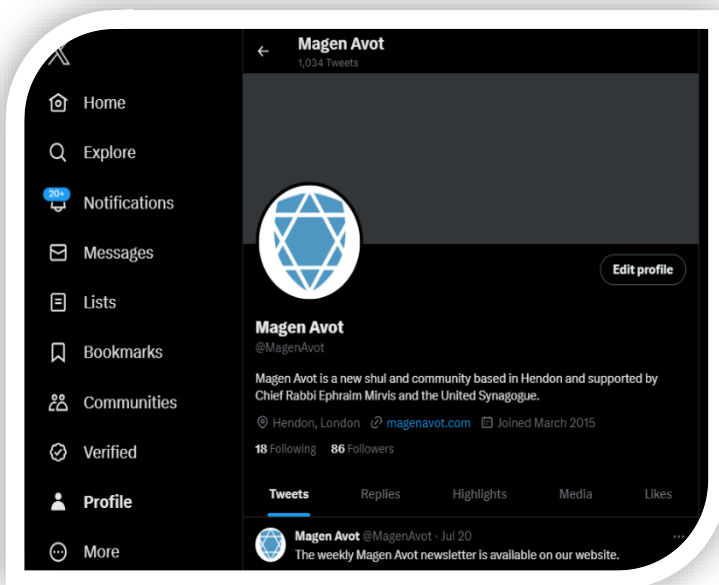 X
Home
Explore
20+
Notifications
Messages
Lists
Bookmarks
Communities
Verified
Profile
More
Magen Avot
1,034 Tweets
Edit profile
Magen Avot
@MagenAvot
Magen Avot is a new shul and community based in Hendon and supported by
Chief Rabbi Ephraim Mirvis and the United Synagogue.
Hendon, London magenavot.com Joined March 2015
18 Following 86 Followers
Tweets Replies Highlights Media Likes
Magen Avot @MagenAvot · Jul 20
The weekly Magen Avot newsletter is available on our website.